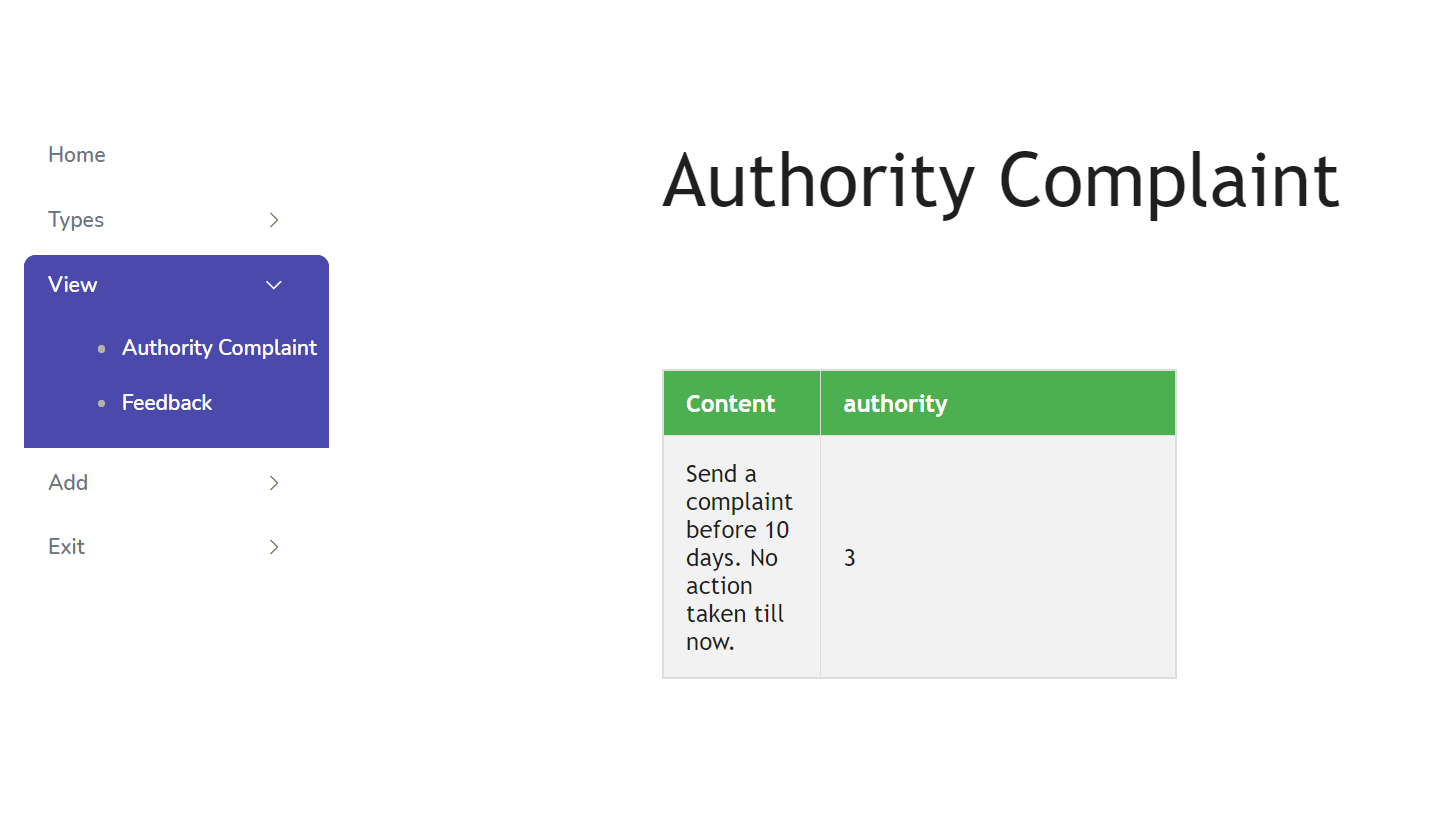 Home
Types
View
Authority Complaint
Feedback
Add
Exit
Authority Complaint
Content authority
Send a
complaint
before 10
days. No
action
taken till
now.
3